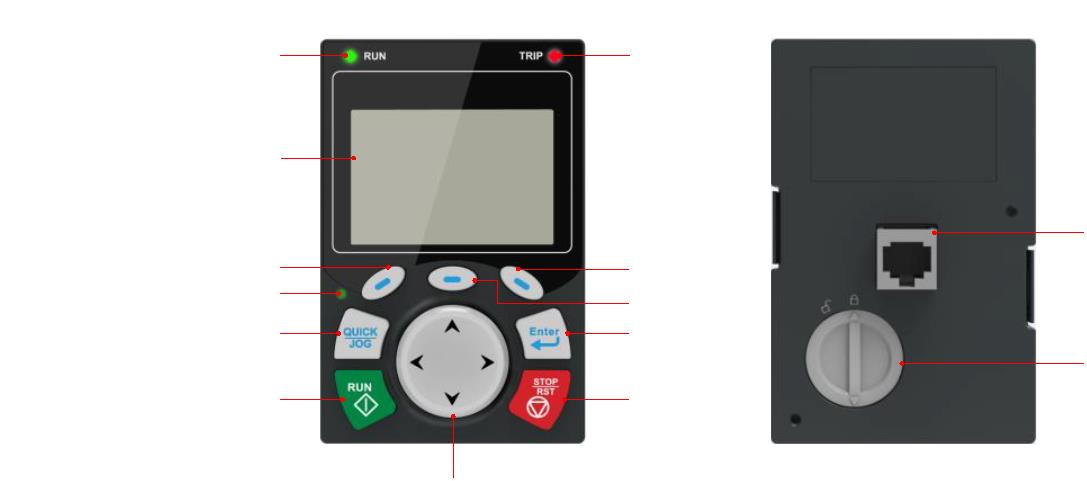 RUN
TRIP
QUICK
JOG
Enter
RUN
STOP
RST